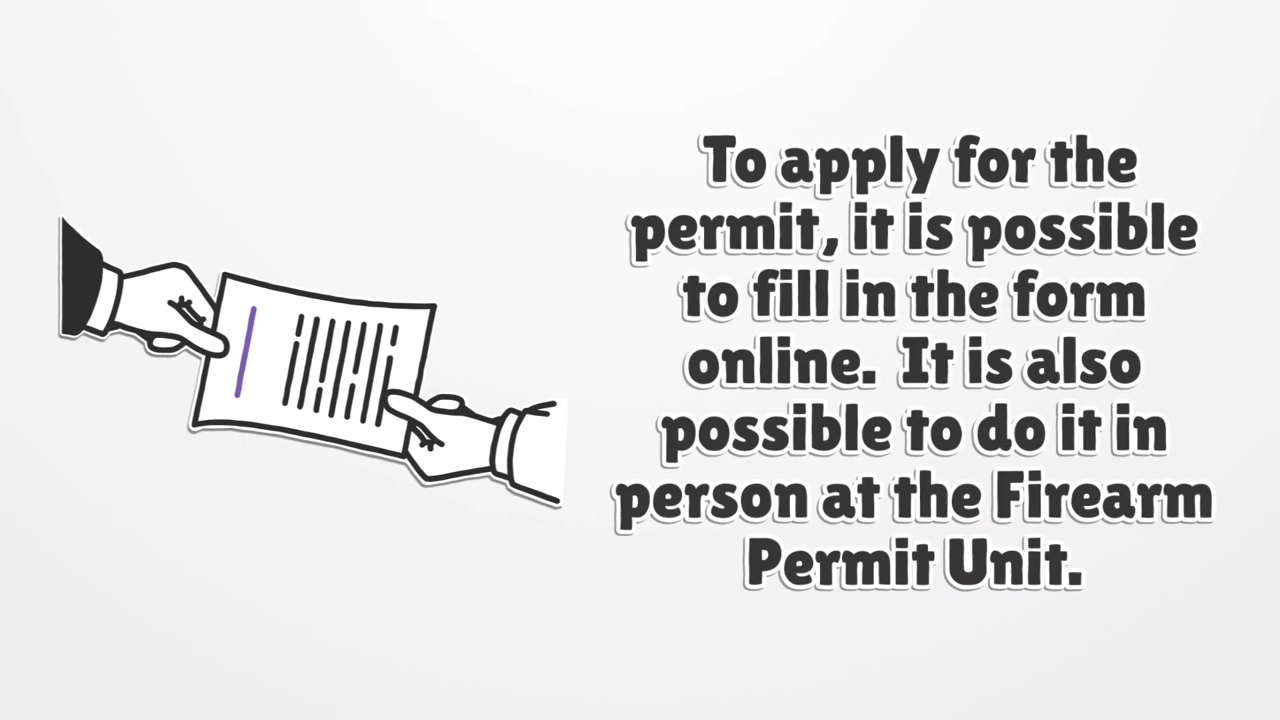 To apply for the
permit, it is possible
to fill in the form
online.  It is also
possible to do it in
person at the Firearm
Permit Unit.